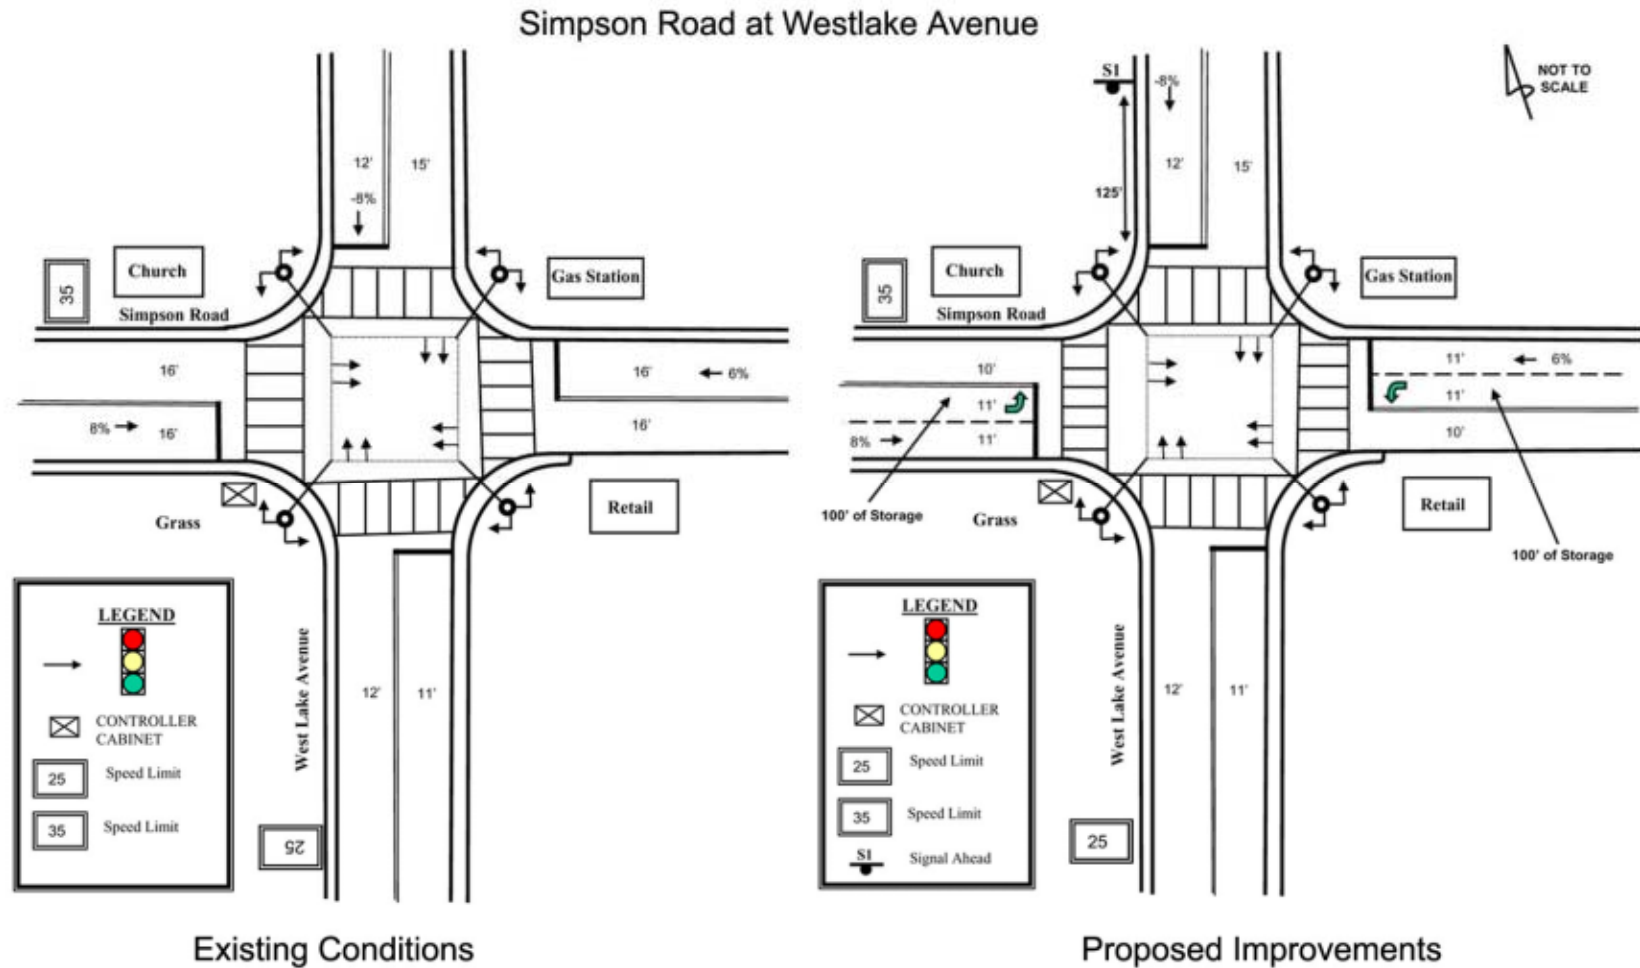 Simpson Road at Westlake Avenue
12'
15'
-8%
Church
Gas Station
35
Simpson Road
16'
16'
6%
8%
16'
16'
Grass
Retail
LEGEND
CONTROLLER
CABINET
25
Speed Limit
35
Speed Limit
West Lake Avenue
12'
11'
25
Existing Conditions
S1
-8%
NOT TO
SCALE
12'
15'
125'
Church
Gas Station
35
Simpson Road
10'
11'
6%
11'
11'
8%
11'
10'
100' of Storage
Grass
Retail
100' of Storage
LEGEND
CONTROLLER
CABINET
25
Speed Limit
35
Speed Limit
S1
Signal Ahead
West Lake Avenue
12'
11'
25
Proposed Improvements